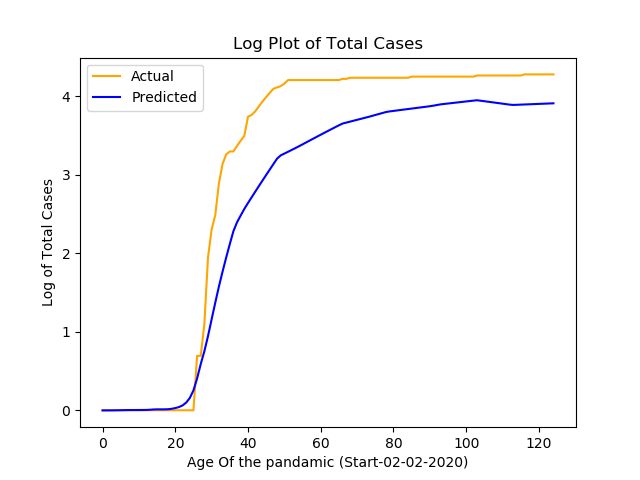 Log Plot of Total Cases
Actual
Predicted
4
3
2
1
0
Log of Total Cases
0 20 40 60 80 100 120
Age Of the pandamic (Start-02-02-2020)